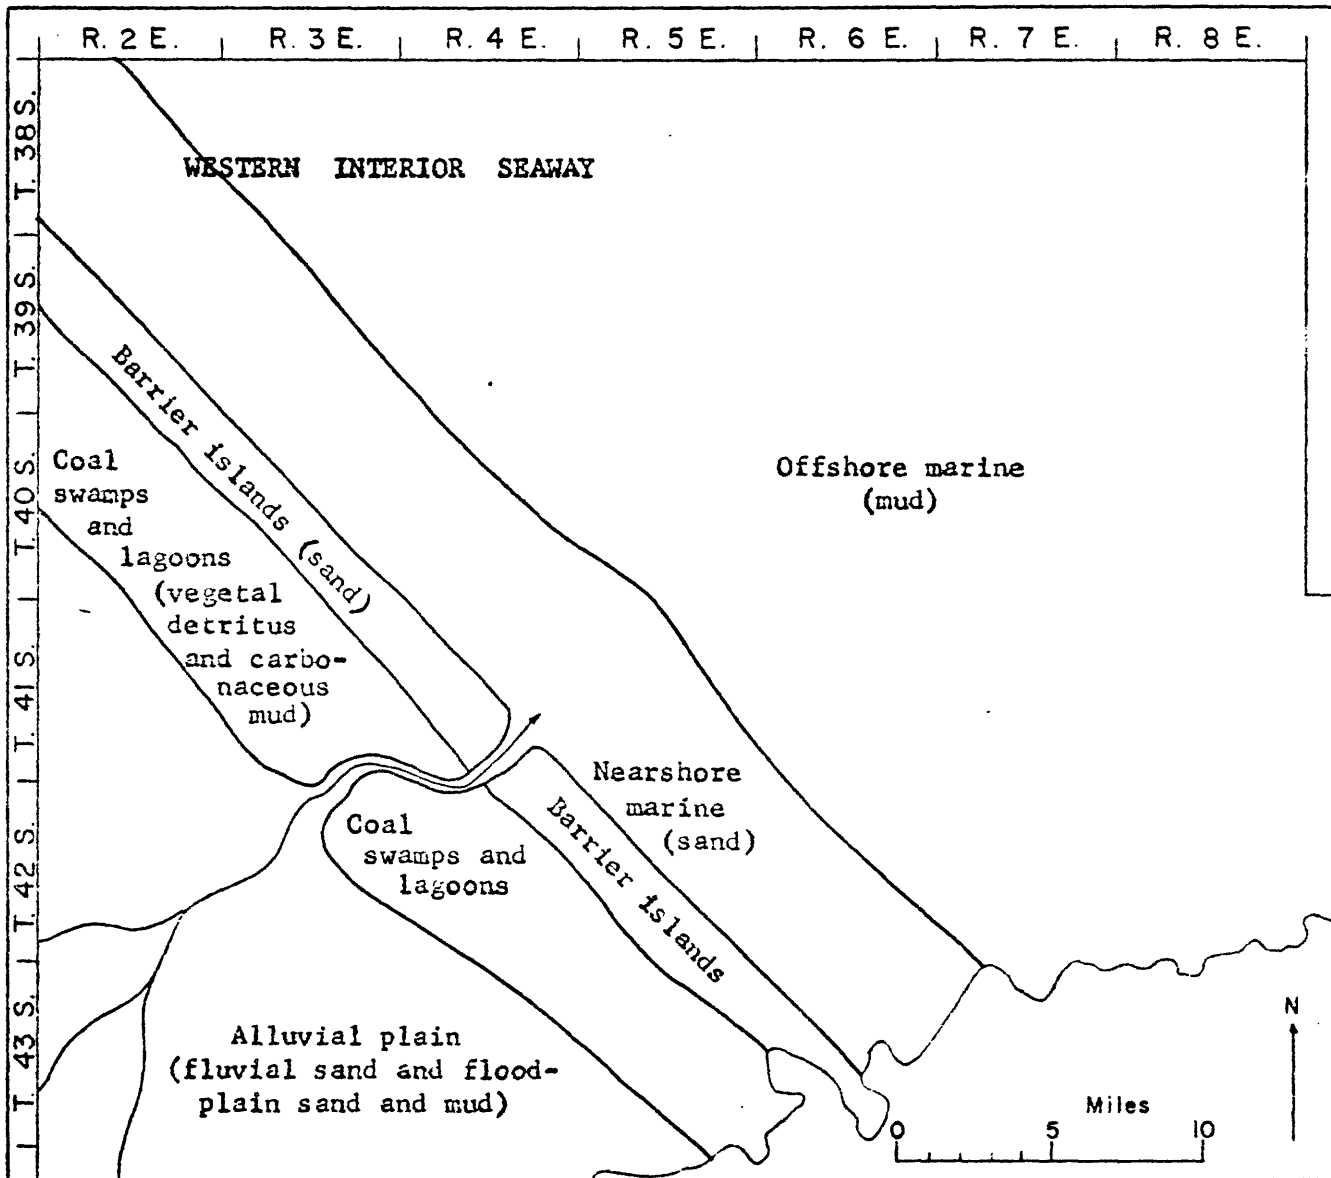 R. 2 E. R. 3 E. R. 4 E. R. 5 E. R. 6 E. R. 7 E. R. 8 E.
T. 38 S.
T. 39 S.
T. 40 S.
T. 41 S.
T. 42 S.
T. 43 S.
WESTERN INTERIOR SEAWAY
Barrier islands (sand)
Coal
swamps
and
lagoons
(vegetal
detritus
and carbo-
naceous
mud)
Offshore marine
(mud)
Nearshore
marine
(sand)
Barrier islands
Coal
swamps and
lagoons
Alluvial plain
(fluvial sand and flood-
plain sand and mud)
N
Miles
0 5 10